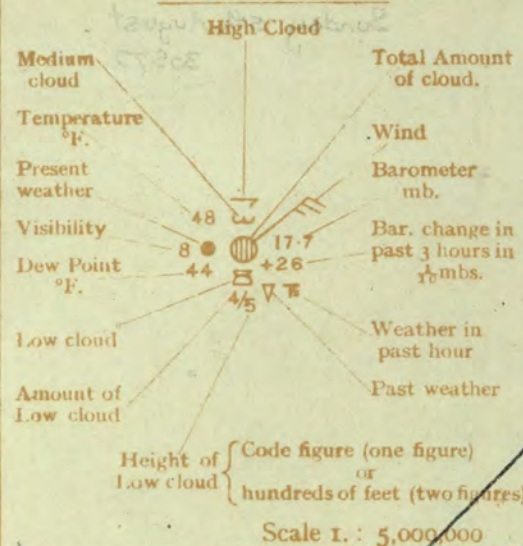 High Cloud
Medium
cloud
Total Amount
of cloud.
Temperature
°F.
Wind
Present
weather
Barometer
mb.
48
Visibility
8
17.7
Bar. change in
past 3 hours in
1/10 mbs.
Dew Point
°F.
44
+26
4/5
Low cloud
Weather in
past hour
Amount of
Low cloud
Past weather
Height of
Low cloud
Code figure (one figure)
or
hundreds of feet (two figures)
Scale 1. : 5,000,000